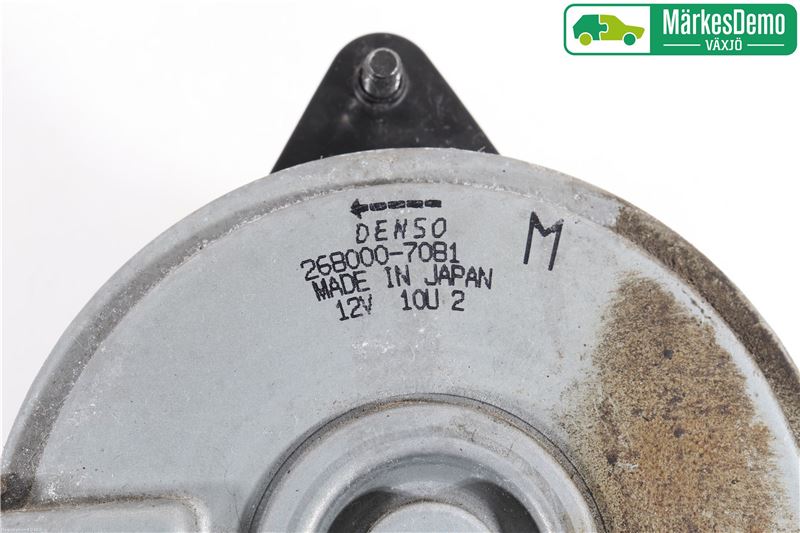 MärkesDemo
VÄXJÖ
DENSO
268000-7081
MADE IN JAPAN
12V 10U 2
M